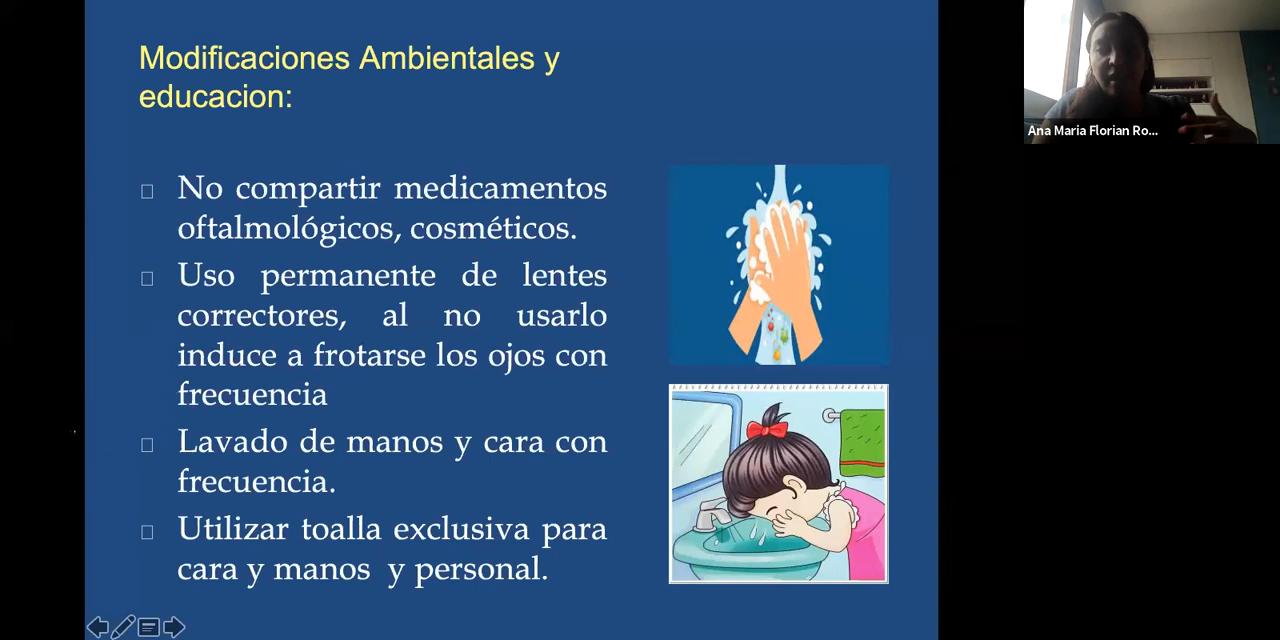 Modificaciones Ambientales y
educacion:
No compartir medicamentos
oftalmológicos, cosméticos.
Uso permanente de lentes
correctores, al no usarlo
induce a frotarse los ojos con
frecuencia
Lavado de manos y cara con
frecuencia.
Utilizar toalla exclusiva para
cara y manos y personal.
Ana Maria Florian Ro...